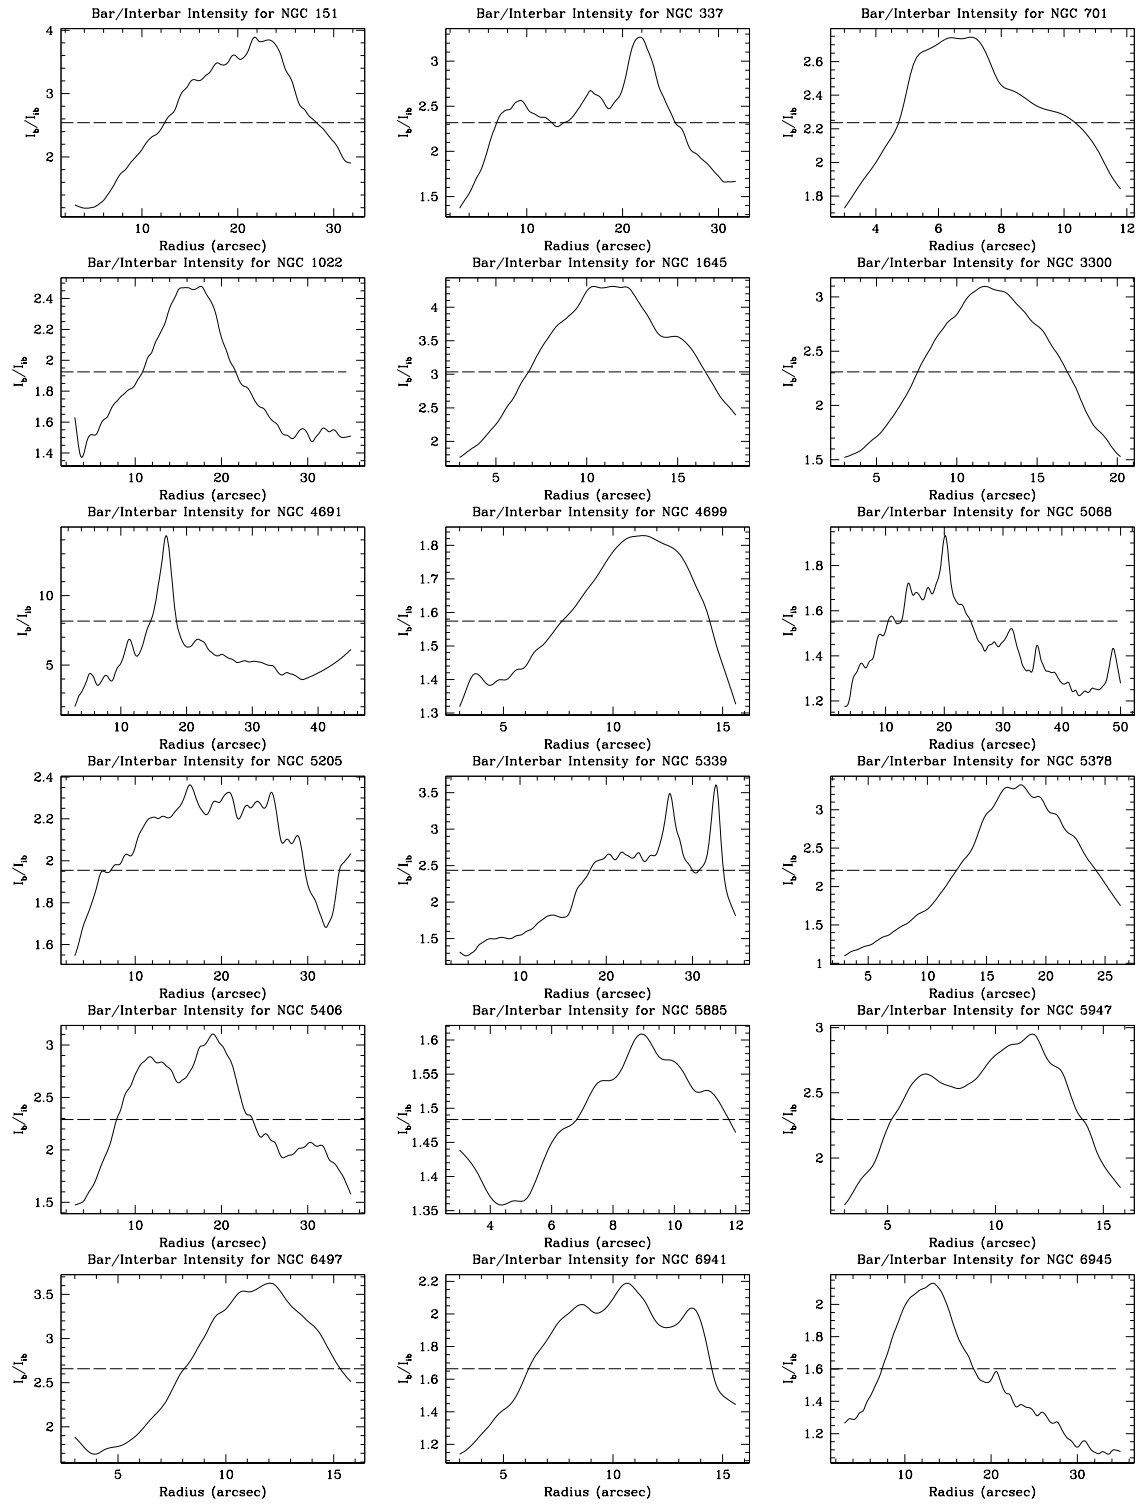 Bar/Interbar Intensity for NGC 151
Bar/Interbar Intensity for NGC 337
Bar/Interbar Intensity for NGC 701
4
3
2
I_b/I_ib
10 20 30
Radius (arcsec)
3
2.5
2
1.5
I_b/I_ib
10 20 30
Radius (arcsec)
2.6
2.4
2.2
2
1.8
I_b/I_ib
4 6 8 10 12
Radius (arcsec)
Bar/Interbar Intensity for NGC 1022
Bar/Interbar Intensity for NGC 1645
Bar/Interbar Intensity for NGC 3300
2.4
2.2
2
1.8
1.6
1.4
I_b/I_ib
10 20 30
Radius (arcsec)
4
3.5
3
2.5
2
I_b/I_ib
5 10 15
Radius (arcsec)
3
2.5
2
1.5
I_b/I_ib
5 10 15 20
Radius (arcsec)
Bar/Interbar Intensity for NGC 4691
Bar/Interbar Intensity for NGC 4699
Bar/Interbar Intensity for NGC 5068
10
5
I_b/I_ib
10 20 30 40
Radius (arcsec)
1.8
1.7
1.6
1.5
1.4
1.3
I_b/I_ib
5 10 15
Radius (arcsec)
1.8
1.6
1.4
1.2
I_b/I_ib
10 20 30 40 50
Radius (arcsec)
Bar/Interbar Intensity for NGC 5205
Bar/Interbar Intensity for NGC 5339
Bar/Interbar Intensity for NGC 5378
2.4
2.2
2
1.8
1.6
I_b/I_ib
10 20 30
Radius (arcsec)
3.5
3
2.5
2
1.5
I_b/I_ib
10 20 30
Radius (arcsec)
3
2.5
2
1.5
1
I_b/I_ib
5 10 15 20 25
Radius (arcsec)
Bar/Interbar Intensity for NGC 5406
Bar/Interbar Intensity for NGC 5885
Bar/Interbar Intensity for NGC 5947
3
2.5
2
1.5
I_b/I_ib
10 20 30
Radius (arcsec)
1.6
1.55
1.5
1.45
1.4
1.35
I_b/I_ib
4 6 8 10 12
Radius (arcsec)
3
2.5
2
I_b/I_ib
5 10 15
Radius (arcsec)
Bar/Interbar Intensity for NGC 6497
Bar/Interbar Intensity for NGC 6941
Bar/Interbar Intensity for NGC 6945
3.5
3
2.5
2
I_b/I_ib
5 10 15
Radius (arcsec)
2.2
2
1.8
1.6
1.4
1.2
I_b/I_ib
5 10 15
Radius (arcsec)
2
1.8
1.6
1.4
1.2
I_b/I_ib
10 20 30
Radius (arcsec)